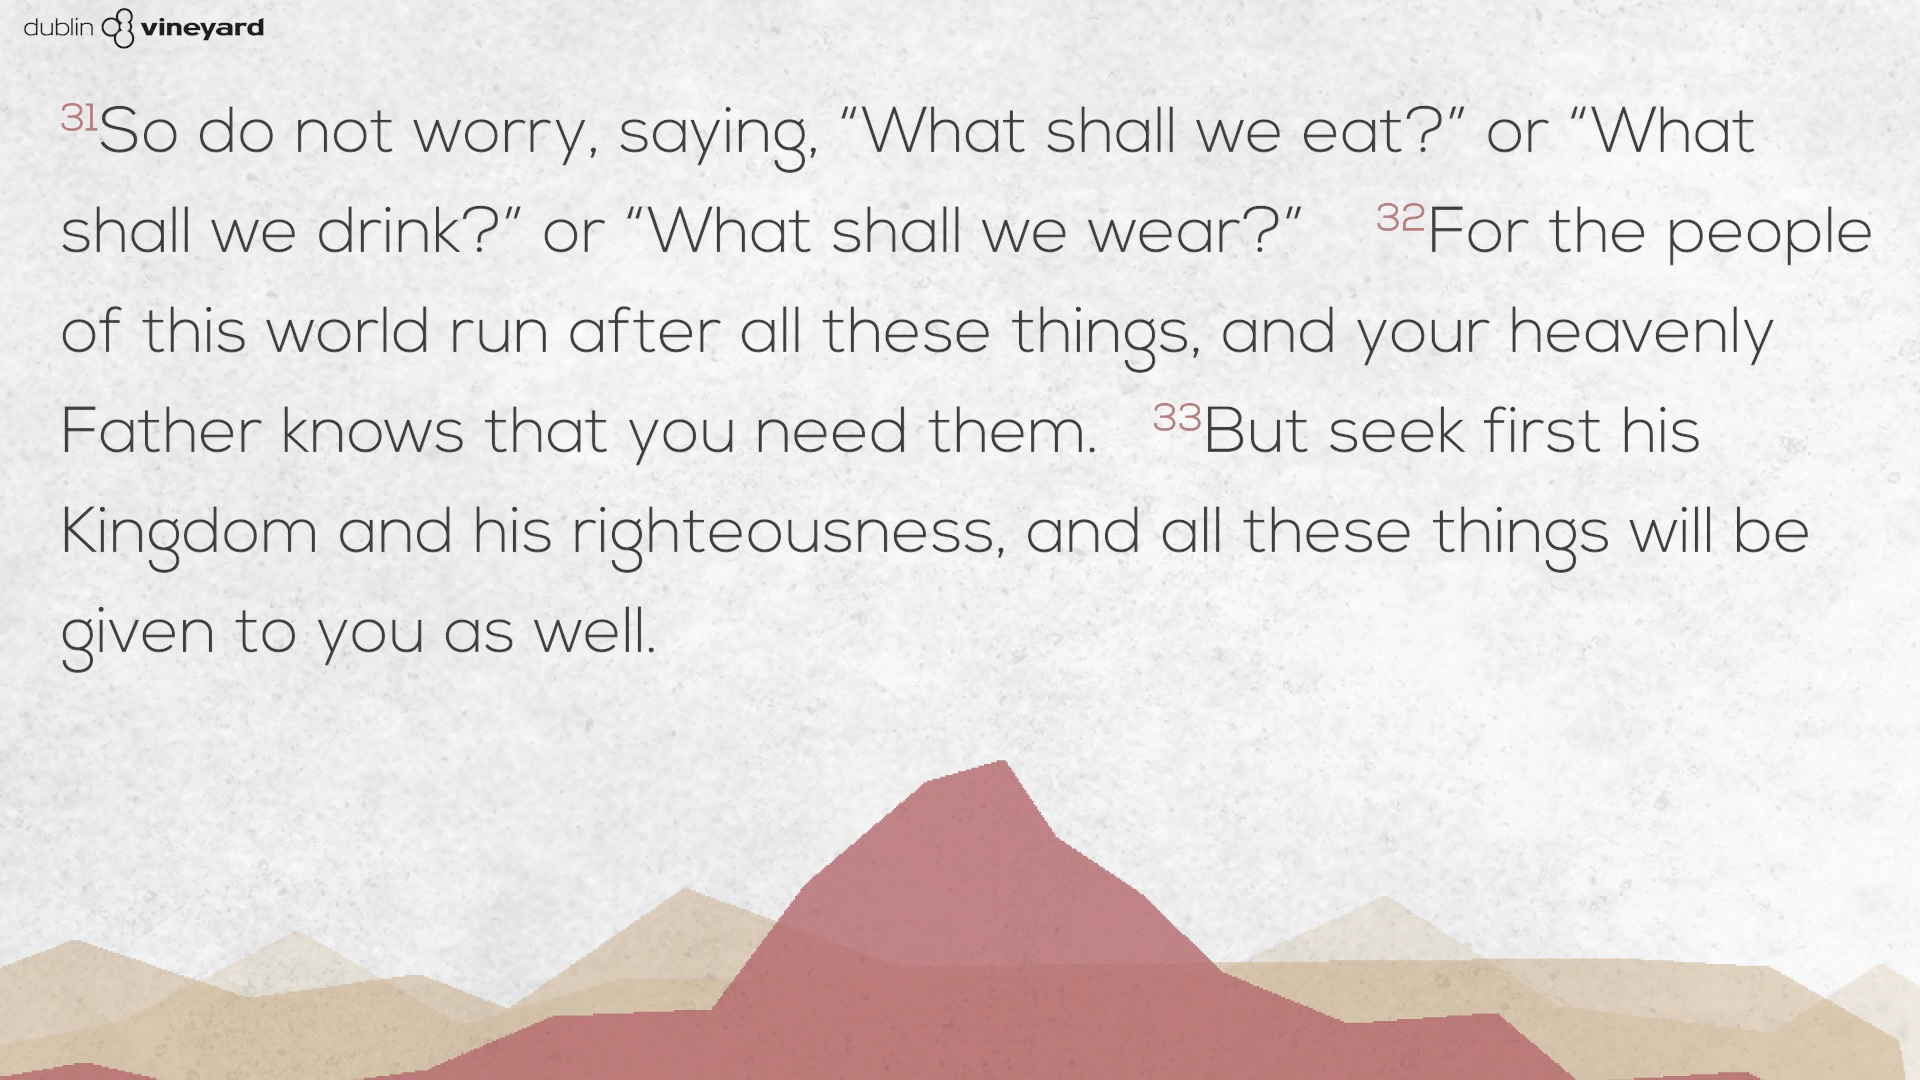 dublin vineyard
31So do not worry, saying, “What shall we eat?” or “What
shall we drink?” or “What shall we wear?” 32For the people
of this world run after all these things, and your heavenly
Father knows that you need them. 33But seek first his
Kingdom and his righteousness, and all these things will be
given to you as well.